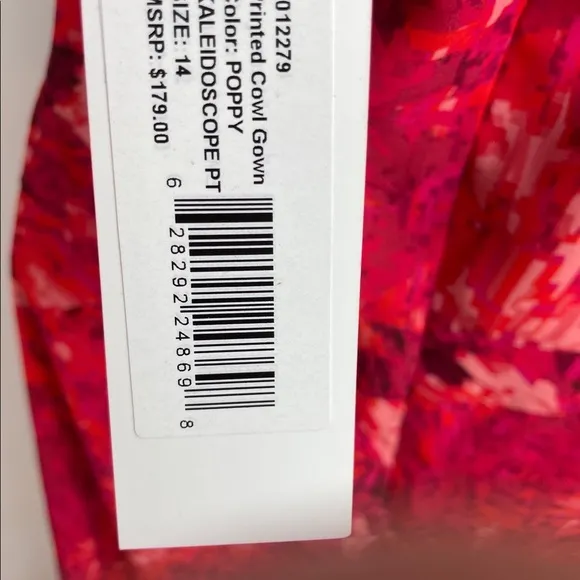 012279
Printed Cowl Gown
Color: POPPY
KALEIDOSCOPE PT
SIZE: 14
MSRP: $179.00
6 28292 24869 8